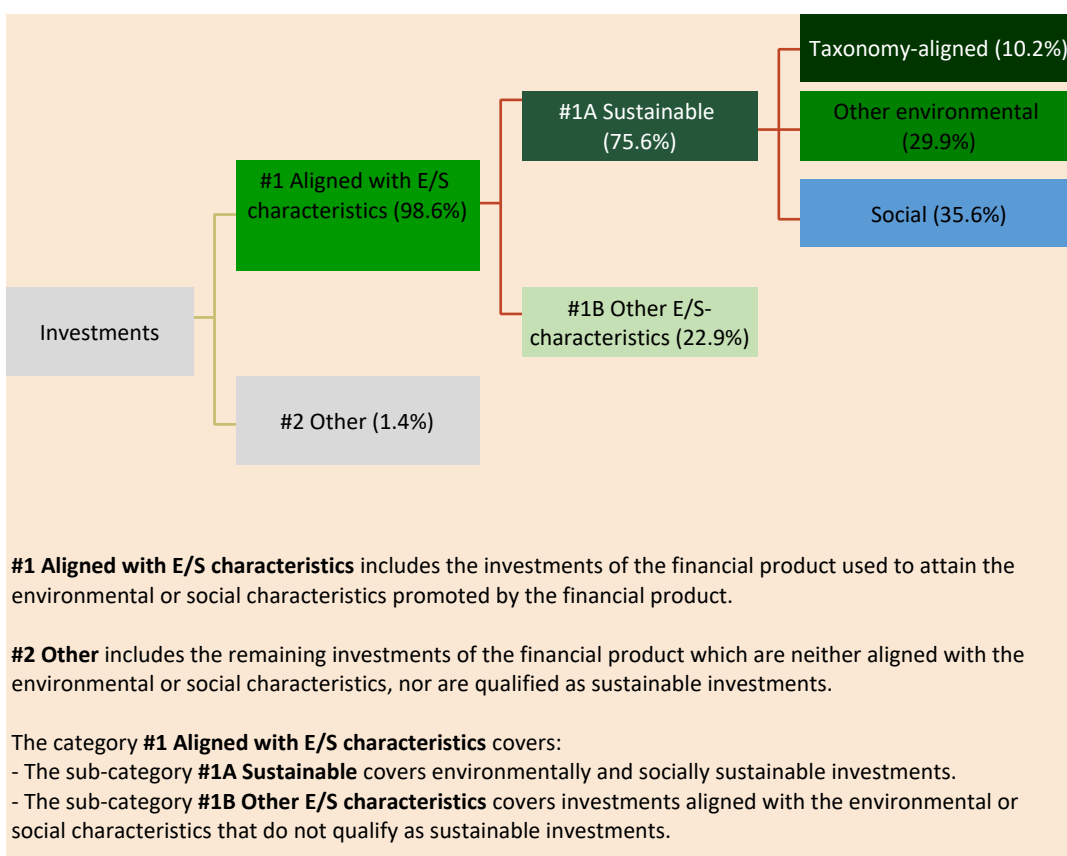 Taxonomy-aligned (10.2%)
#1A Sustainable
(75.6%)
Other environmental
(29.9%)
#1 Aligned with E/S
characteristics (98.6%)
Social (35.6%)
Investments
#1B Other E/S-
characteristics (22.9%)
#2 Other (1.4%)
#1 Aligned with E/S characteristics includes the investments of the financial product used to attain the
environmental or social characteristics promoted by the financial product.
#2 Other includes the remaining investments of the financial product which are neither aligned with the
environmental or social characteristics, nor are qualified as sustainable investments.
The category #1 Aligned with E/S characteristics covers:
- The sub-category #1A Sustainable covers environmentally and socially sustainable investments.
- The sub-category #1B Other E/S characteristics covers investments aligned with the environmental or
social characteristics that do not qualify as sustainable investments.